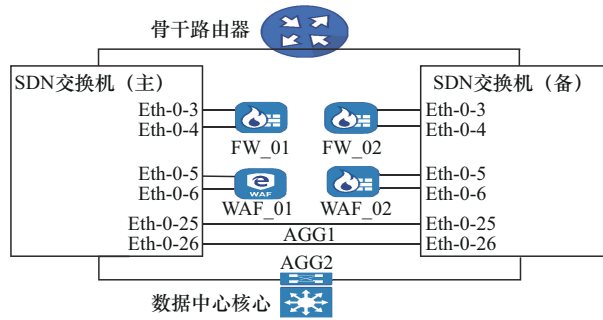 骨干路由器
SDN交换机（主）
SDN交换机（备）
Eth-0-3
Eth-0-4
Eth-0-3
Eth-0-4
FW_01
FW_02
Eth-0-5
Eth-0-6
Eth-0-5
Eth-0-6
e
WAF
WAF_01
WAF_02
Eth-0-25
Eth-0-25
AGG1
Eth-0-26
Eth-0-26
AGG2
数据中心核心